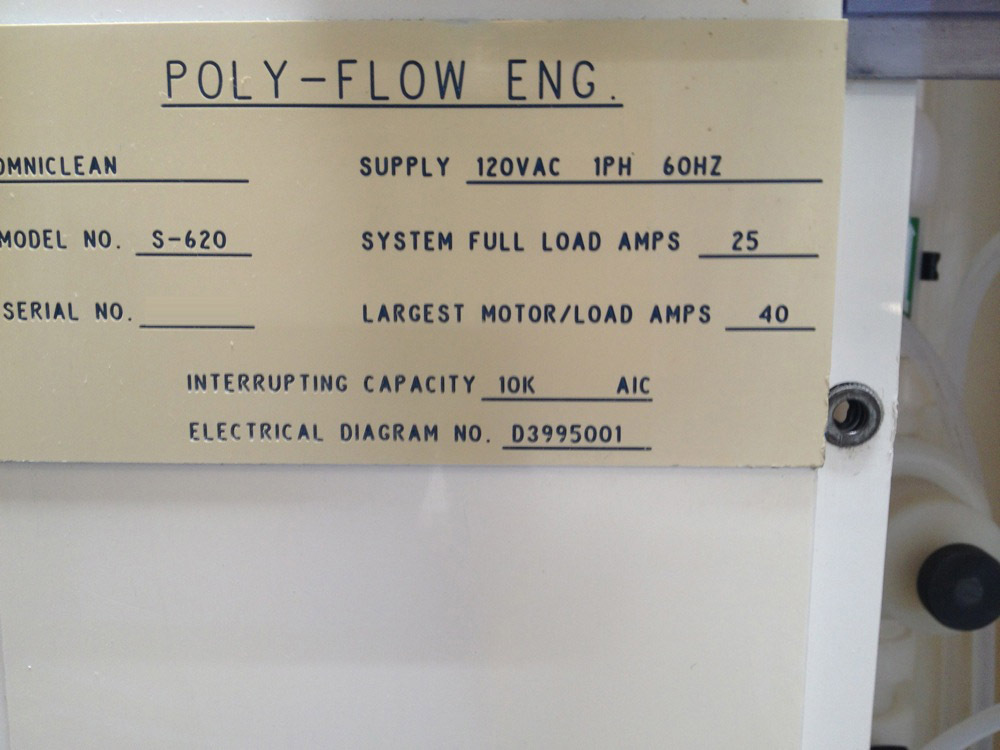 POLY-FLOW ENG.
OMNICLEAN SUPPLY 120VAC 1PH 60HZ
MODEL NO. S-620 SYSTEM FULL LOAD AMPS 25
SERIAL NO. LARGEST MOTOR/LOAD AMPS 40
INTERRUPTING CAPACITY 10K AIC
ELECTRICAL DIAGRAM NO. D3995001